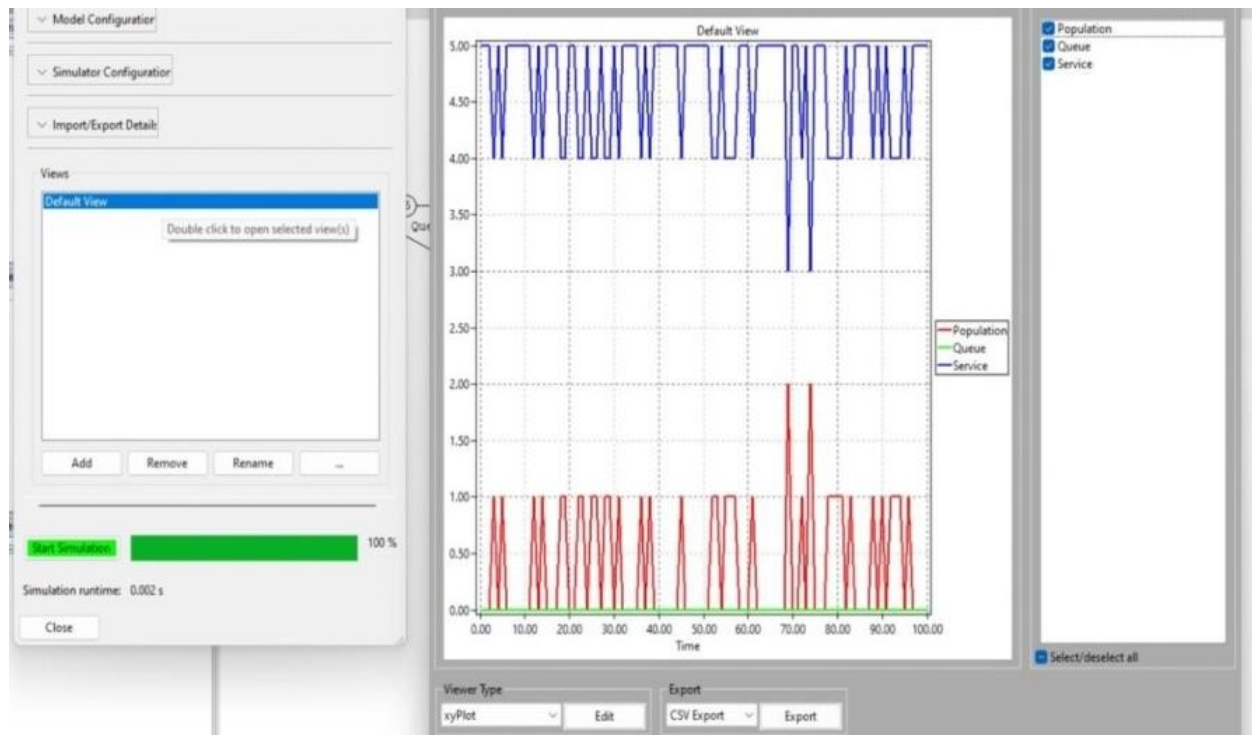 Model Configuration
Simulator Configuration
Import/Export Details
Views
Default View
Double click to open selected view(s)
Add
Remove
Rename
...
Start Simulation
100 %
Simulation runtime: 0.002 s
Close
Default View
5.00
4.50
4.00
3.50
3.00
2.50
2.00
1.50
1.00
0.50
0.00
0.00 10.00 20.00 30.00 40.00 50.00 60.00 70.00 80.00 90.00 100.00
Time
Population
Queue
Service
Population
Queue
Service
Select/deselect all
Viewer Type
xyPlot
Edit
Export
CSV Export
Export